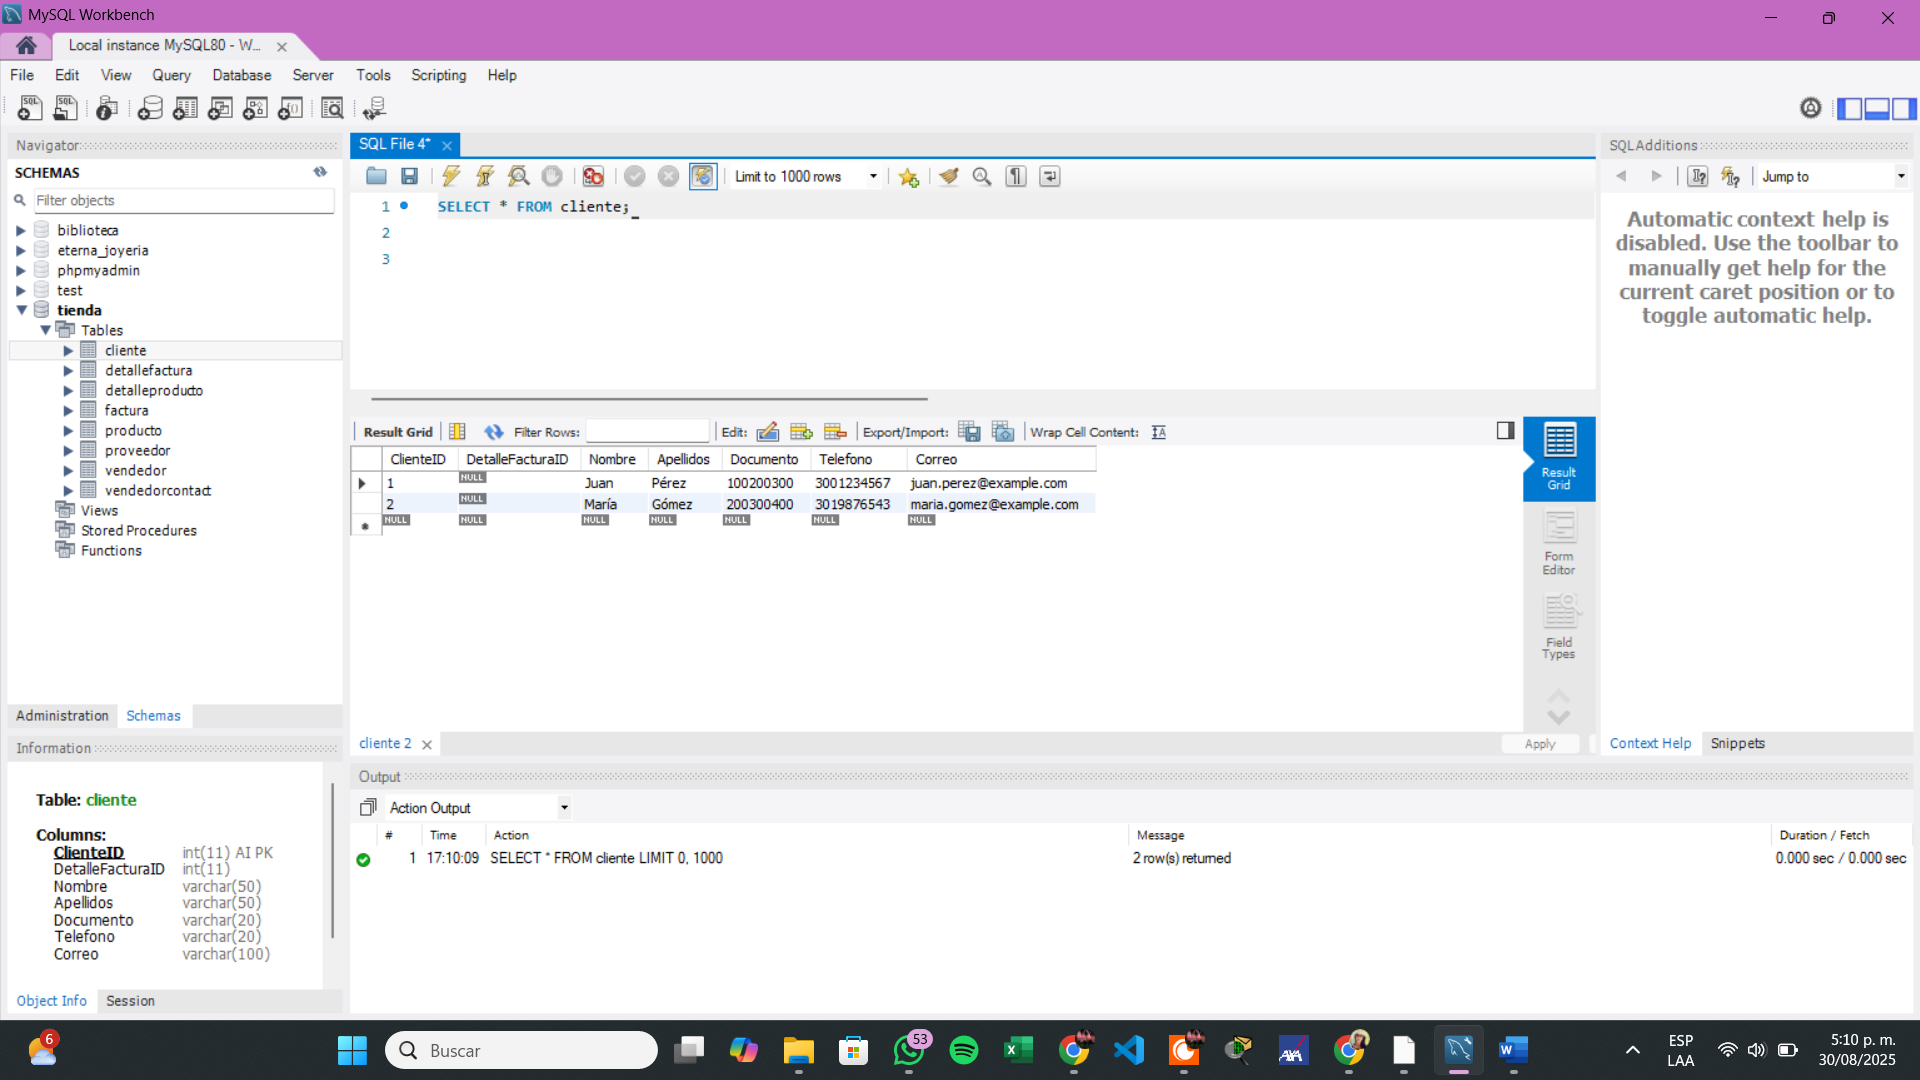 MySQL Workbench
Local instance MySQL80 - W...
File Edit View Query Database Server Tools Scripting Help
Navigator
SCHEMAS
Filter objects
biblioteca
eterna_joyeria
phpmyadmin
test
tienda
Tables
cliente
detallefactura
detalleproducto
factura
producto
proveedor
vendedor
vendedorcontact
Views
Stored Procedures
Functions
Administration Schemas
Information
Table: cliente
Columns:
ClienteID int(11) AI PK
DetalleFacturaID int(11)
Nombre varchar(50)
Apellidos varchar(50)
Documento varchar(20)
Telefono varchar(20)
Correo varchar(100)
Object Info Session
SQL File 4*
Limit to 1000 rows
1 SELECT * FROM cliente;
2
3
Result Grid Filter Rows: Edit: Export/Import: Wrap Cell Content:
ClienteID DetalleFacturaID Nombre Apellidos Documento Telefono Correo
1 NULL Juan Pérez 100200300 3001234567 juan.perez@example.com
2 NULL María Gómez 200300400 3019876543 maria.gomez@example.com
NULL NULL NULL NULL NULL NULL NULL
Result Grid
Form Editor
Field Types
cliente 2
Apply
SQLAdditions
Jump to
Automatic context help is
disabled. Use the toolbar to
manually get help for the
current caret position or to
toggle automatic help.
Context Help Snippets
Output
Action Output
# Time Action Message Duration / Fetch
1 17:10:09 SELECT * FROM cliente LIMIT 0, 1000 2 row(s) returned 0.000 sec / 0.000 sec
6
Buscar
53
AXA
ESP
LAA
5:10 p. m.
30/08/2025